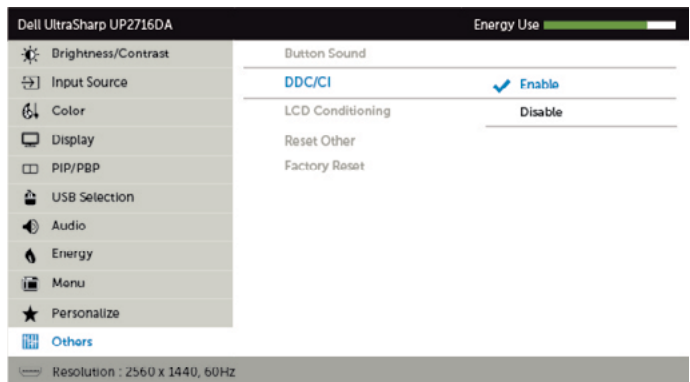 Dell UltraSharp UP2716DA
Energy Use
Brightness/Contrast
Input Source
Color
Display
PIP/PBP
USB Selection
Audio
Energy
Menu
Personalize
Others
Button Sound
DDC/CI
LCD Conditioning
Reset Other
Factory Reset
Enable
Disable
Resolution : 2560 x 1440, 60Hz